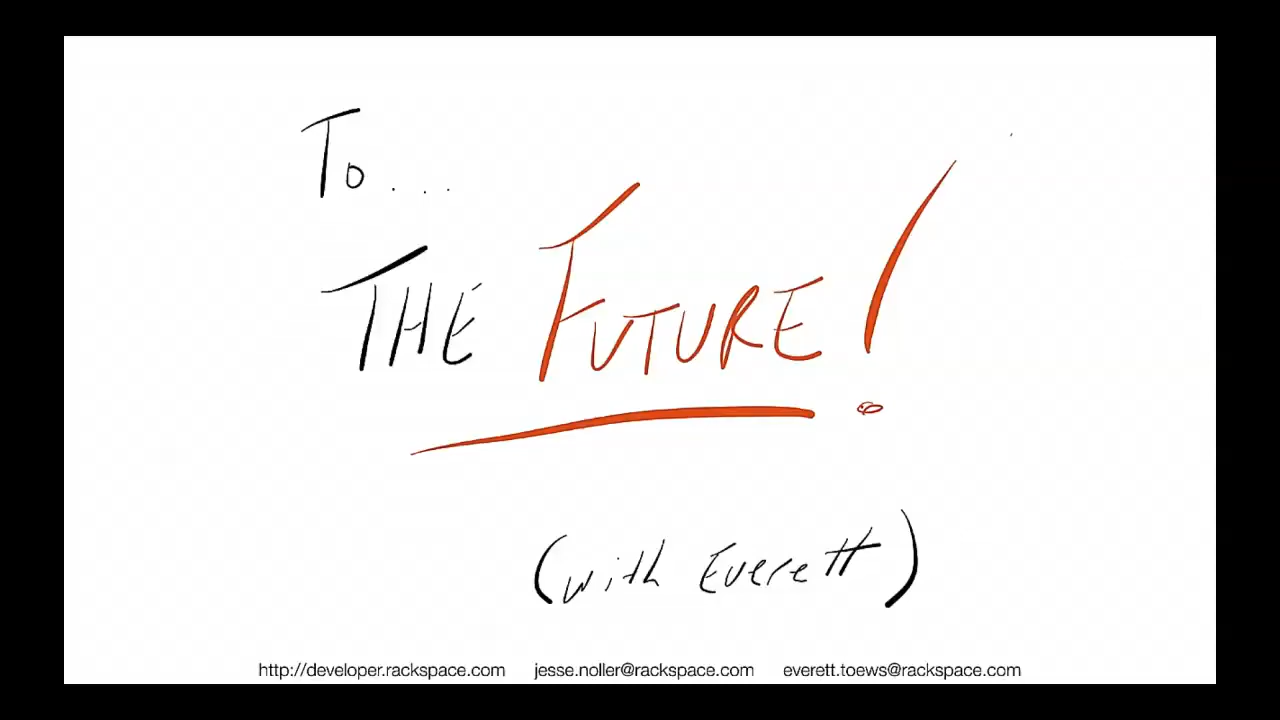 To...
THE FUTURE!
(with Everett)
http://developer.rackspace.com jesse.noller@rackspace.com everett.toews@rackspace.com